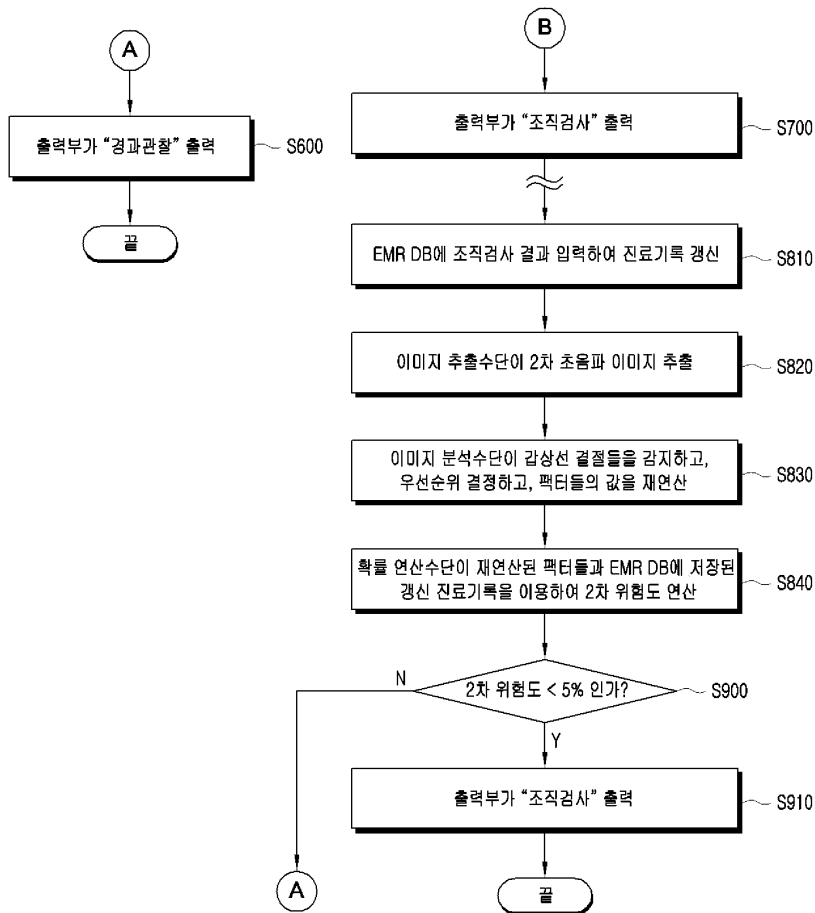 A
출력부가 “경과관찰” 출력
S600
끝
B
출력부가 “조직검사” 출력
S700
EMR DB에 조직검사 결과 입력하여 진료기록 갱신
S810
이미지 추출수단이 2차 초음파 이미지 추출
S820
이미지 분석수단이 갑상선 결절들을 감지하고,
우선순위 결정하고, 팩터들의 값을 재연산
S830
확률 연산수단이 재연산된 팩터들과 EMR DB에 저장된
갱신 진료기록을 이용하여 2차 위험도 연산
S840
2차 위험도 < 5% 인가?
S900
N
Y
출력부가 “조직검사” 출력
S910
A
끝